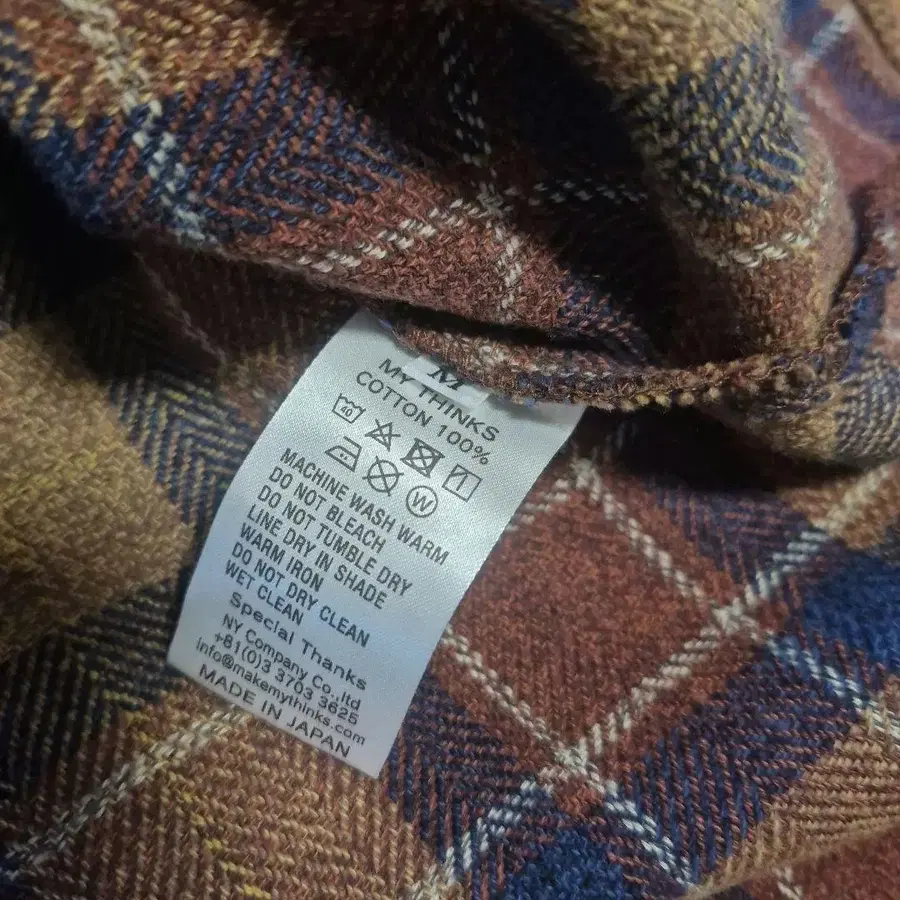 M
MY THINKS
COTTON 100%
40
W
MACHINE WASH WARM
DO NOT BLEACH
DO NOT TUMBLE DRY
LINE DRY IN SHADE
WARM IRON
DO NOT DRY CLEAN
WET CLEAN
Special Thanks
NY Company Co.,ltd
+81(0)3 3703 3625
info@makemythinks.com
MADE IN JAPAN